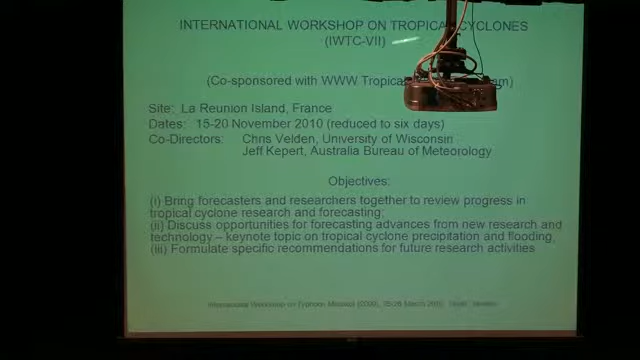 INTERNATIONAL WORKSHOP ON TROPICAL CYCLONES
(IWTC-VII)
(Co-sponsored with WWW Tropical
Site: La Reunion Island, France
Dates: 15-20 November 2010 (reduced to six days)
Co-Directors: Chris Velden, University of Wisconsin
Jeff Kepert, Australia Bureau of Meteorology
Objectives:
(i) Bring forecasters and researchers together to review progress in
tropical cyclone research and forecasting;
(ii) Discuss opportunities for forecasting advances from new research and
technology – keynote topic on tropical cyclone precipitation and flooding;
(iii) Formulate specific recommendations for future research activities
International Workshop on Typhoon